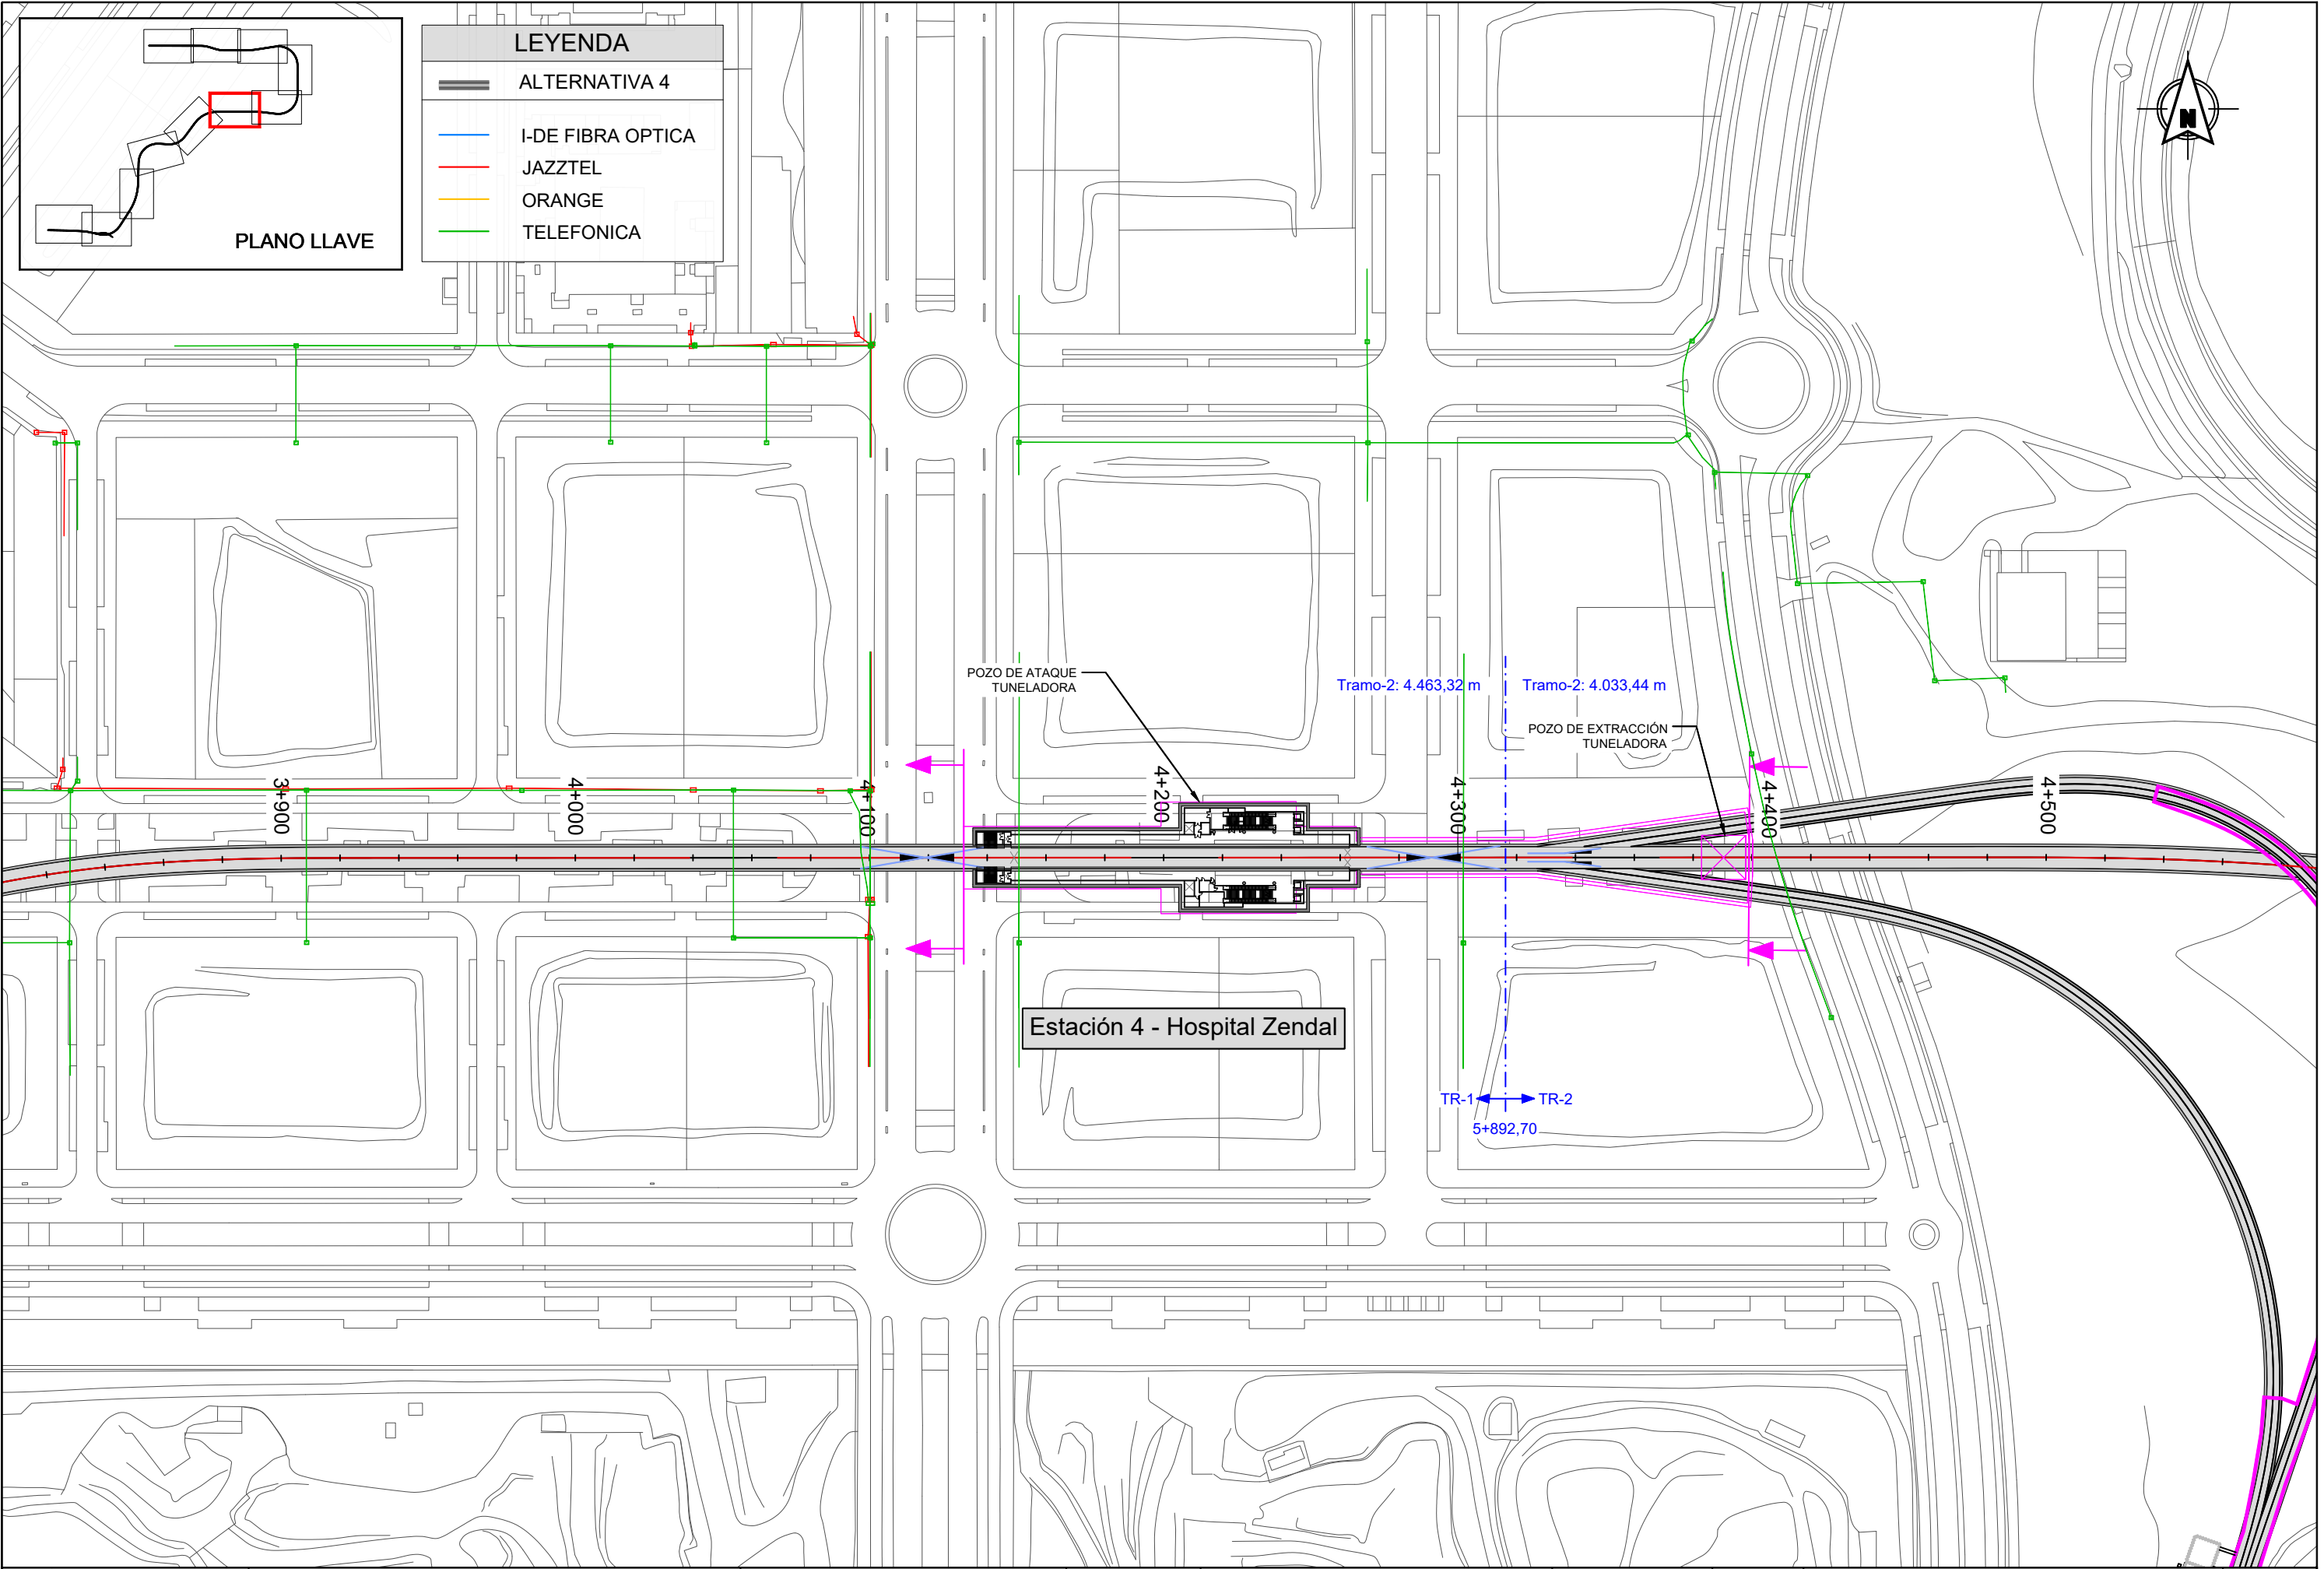 PLANO LLAVE
LEYENDA
ALTERNATIVA 4
I-DE FIBRA OPTICA
JAZZTEL
ORANGE
TELEFONICA
N
POZO DE ATAQUE
TUNELADORA
Tramo-2: 4.463,32 m
Tramo-2: 4.033,44 m
POZO DE EXTRACCIÓN
TUNELADORA
3+900
4+000
4+100
4+200
4+300
4+400
4+500
Estación 4 - Hospital Zendal
TR-1
TR-2
5+892,70